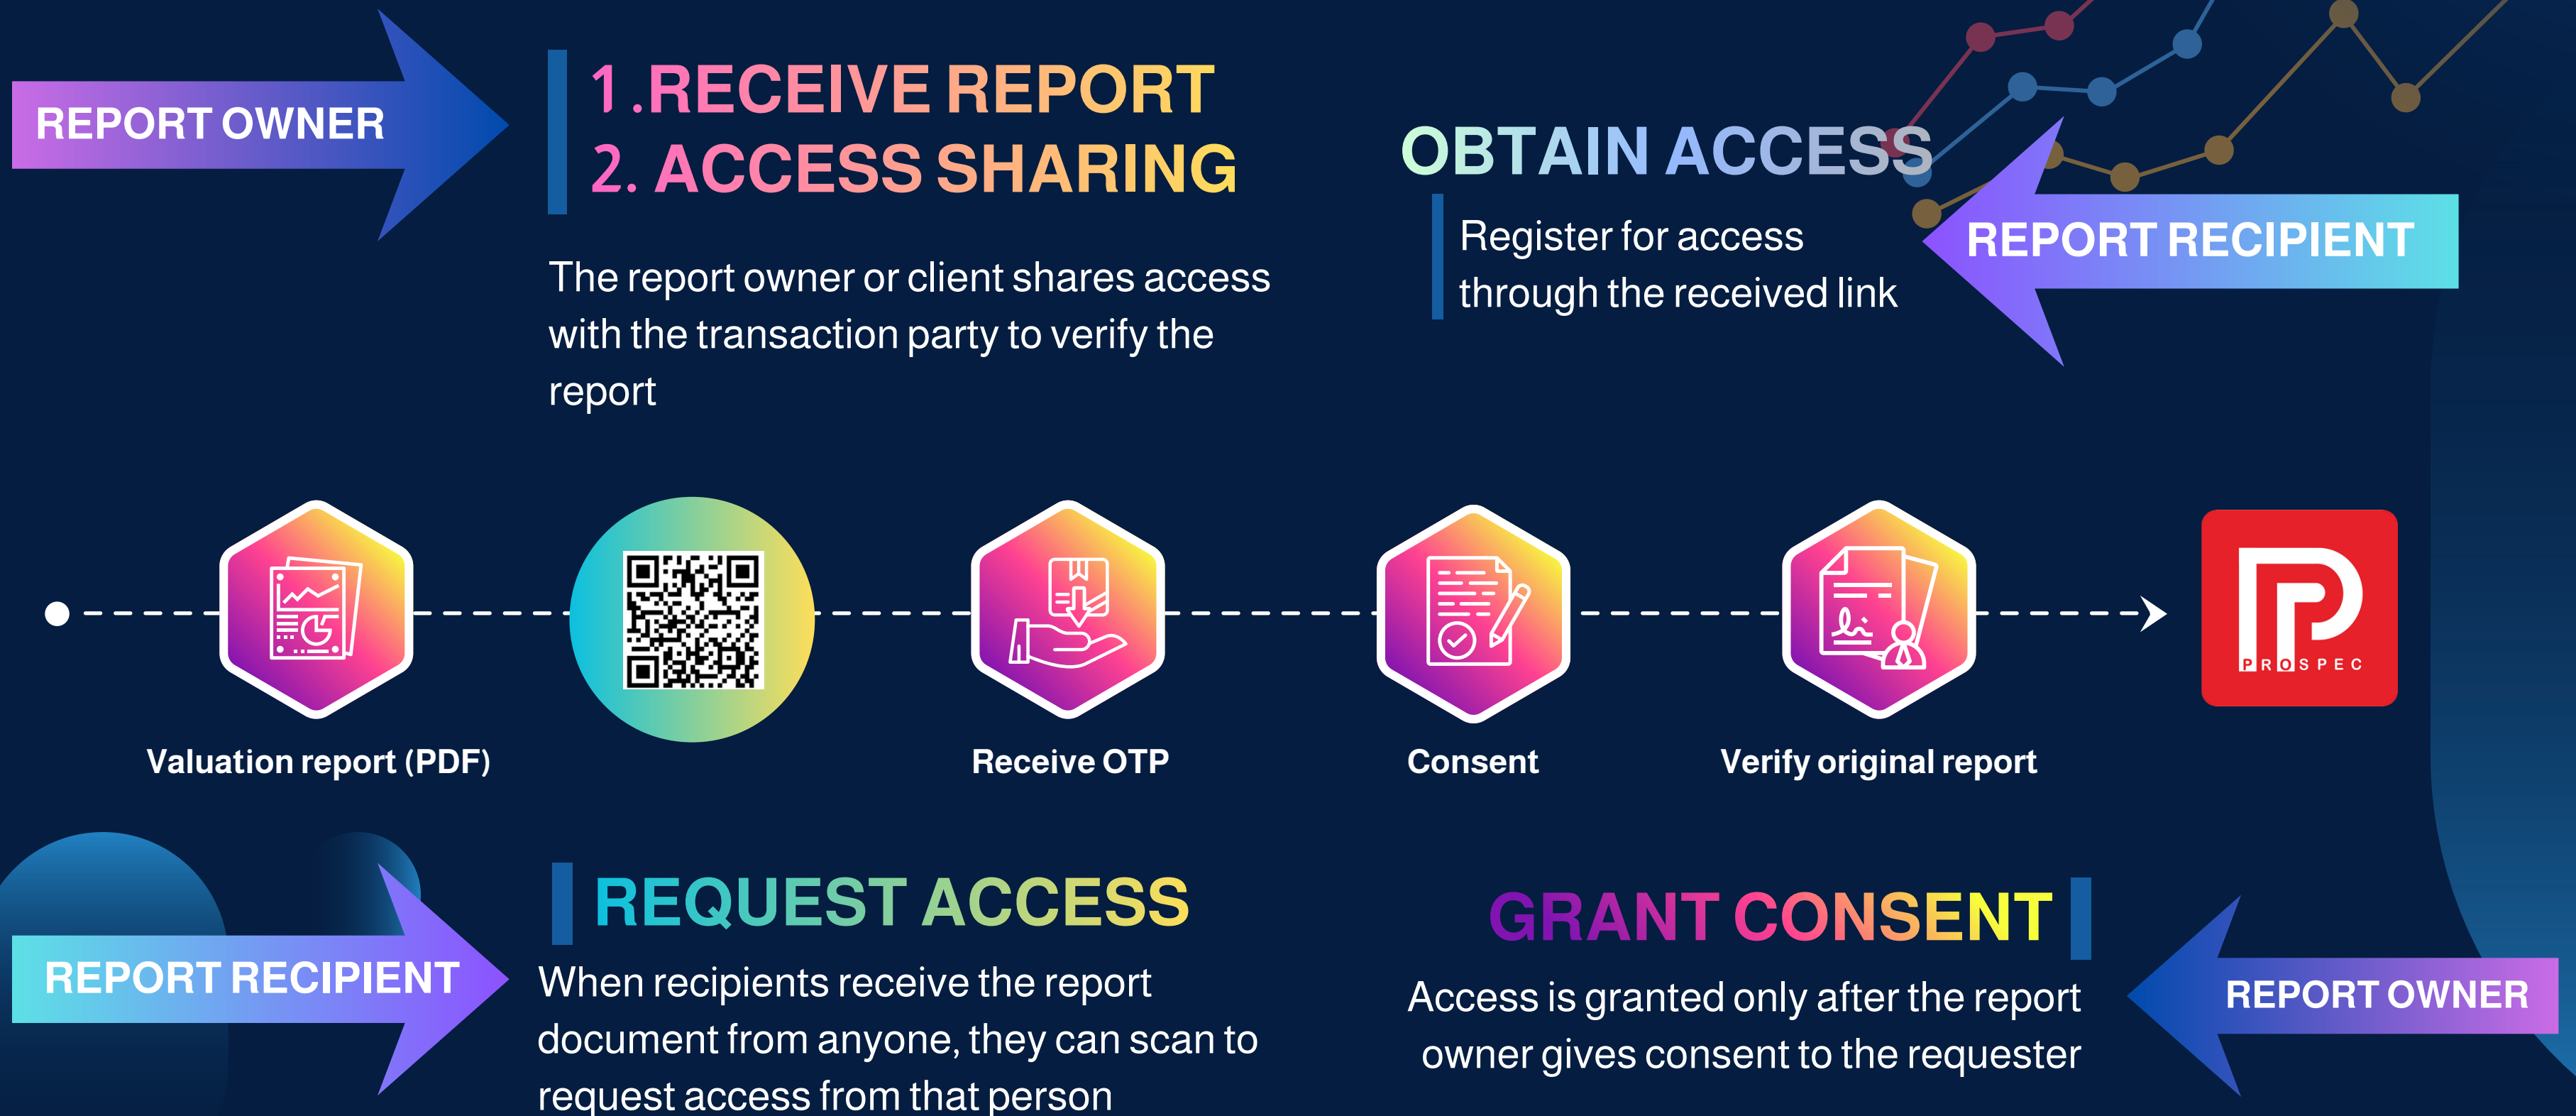 REPORT OWNER
1.RECEIVE REPORT
2. ACCESS SHARING
The report owner or client shares access
with the transaction party to verify the
report
OBTAIN ACCESS
Register for access
through the received link
REPORT RECIPIENT
Valuation report (PDF)
Receive OTP
Consent
Verify original report
PROSPEC
REPORT RECIPIENT
REQUEST ACCESS
When recipients receive the report
document from anyone, they can scan to
request access from that person
GRANT CONSENT
Access is granted only after the report
owner gives consent to the requester
REPORT OWNER